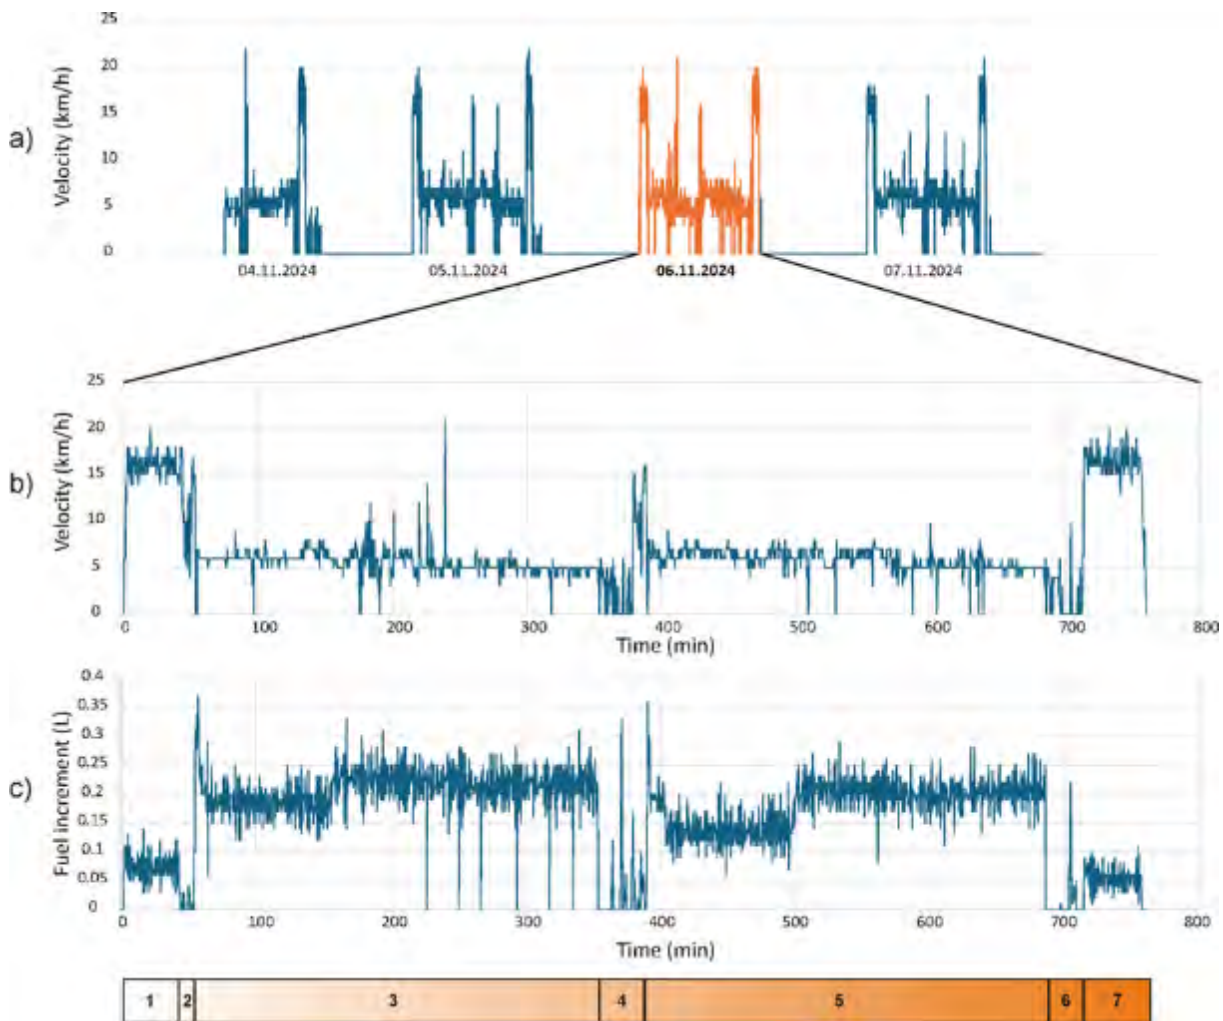 a)
Velocity (km/h)
25
20
15
10
5
0
04.11.2024 05.11.2024 06.11.2024 07.11.2024
b)
Velocity (km/h)
25
20
15
10
5
0
0 100 200 300 400 500 600 700 800
Time (min)
c)
Fuel increment (L)
0.4
0.35
0.3
0.25
0.2
0.15
0.1
0.05
0
0 100 200 300 400 500 600 700 800
Time (min)
1 2 3 4 5 6 7